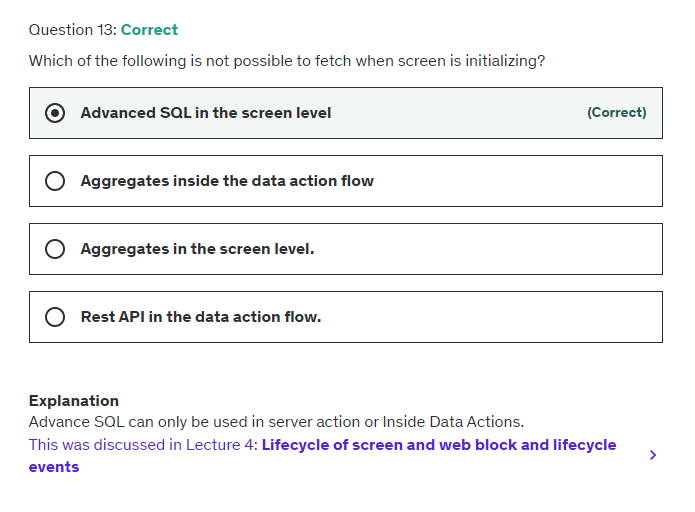 Question 13: Correct
Which of the following is not possible to fetch when screen is initializing?
Advanced SQL in the screen level (Correct)
Aggregates inside the data action flow
Aggregates in the screen level.
Rest API in the data action flow.
Explanation
Advance SQL can only be used in server action or Inside Data Actions.
This was discussed in Lecture 4: Lifecycle of screen and web block and lifecycle
events